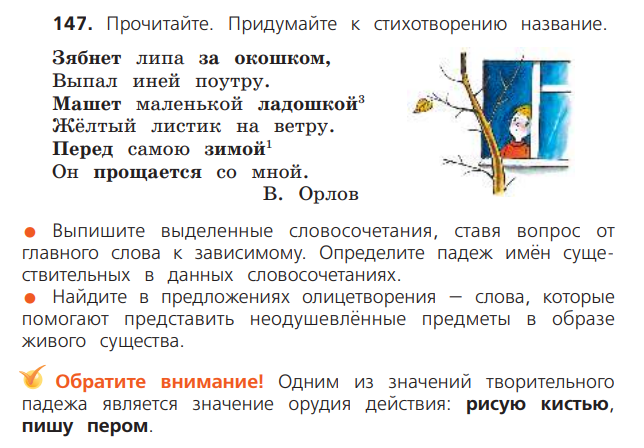 147. Прочитайте. Придумайте к стихотворению название.
Зябнет липа за окошком,
Выпал иней поутру.
Машет маленькой ладошкой³
Жёлтый листик на ветру.
Перед самою зимой¹
Он прощается со мной.
В. Орлов
● Выпишите выделенные словосочетания, ставя вопрос от
главного слова к зависимому. Определите падеж имён суще-
ствительных в данных словосочетаниях.
● Найдите в предложениях олицетворения — слова, которые
помогают представить неодушевлённые предметы в образе
живого существа.
Обратите внимание! Одним из значений творительного
падежа является значение орудия действия: рисую кистью,
пишу пером.